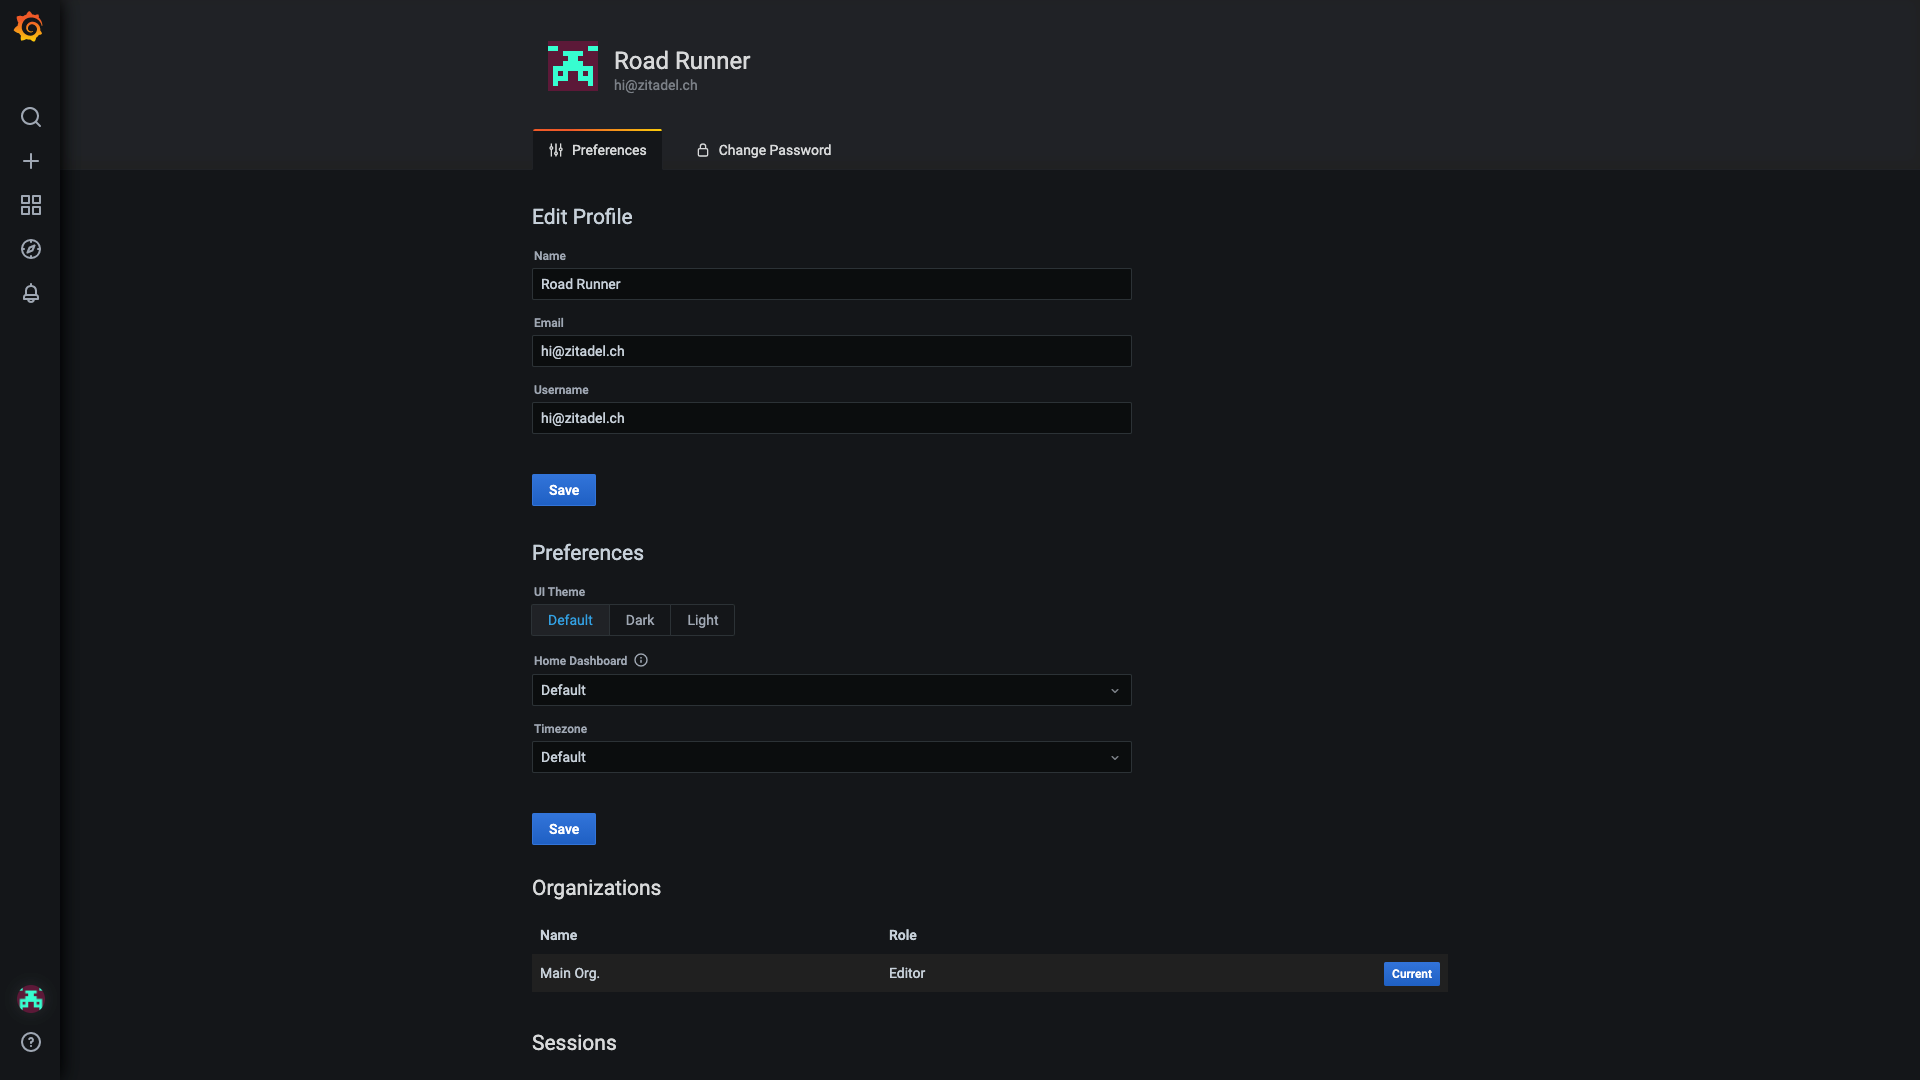 Road Runner
hi@zitadel.ch
Preferences
Change Password
Edit Profile
Name
Road Runner
Email
hi@zitadel.ch
Username
hi@zitadel.ch
Save
Preferences
UI Theme
Default Dark Light
Home Dashboard
Default
Timezone
Default
Save
Organizations
Name Role
Main Org. Editor Current
Sessions